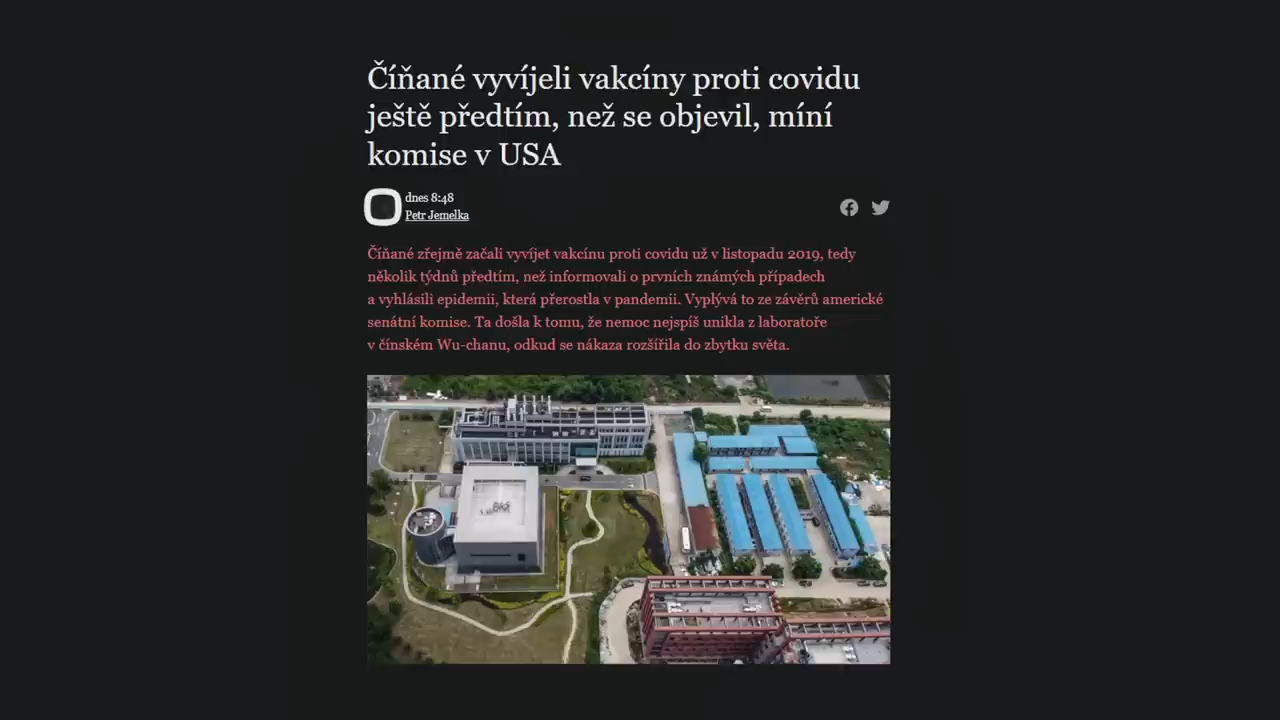 Číňané vyvíjeli vakcíny proti covidu
ještě předtím, než se objevil, míní
komise v USA
dnes 8:48
Petr Jemelka
Číňané zřejmě začali vyvíjet vakcínu proti covidu už v listopadu 2019, tedy
několik týdnů předtím, než informovali o prvních známých případech
a vyhlásili epidemii, která přerostla v pandemii. Vyplývá to ze závěrů americké
senátní komise. Ta došla k tomu, že nemoc nejspíš unikla z laboratoře
v čínském Wu-chanu, odkud se nákaza rozšířila do zbytku světa.